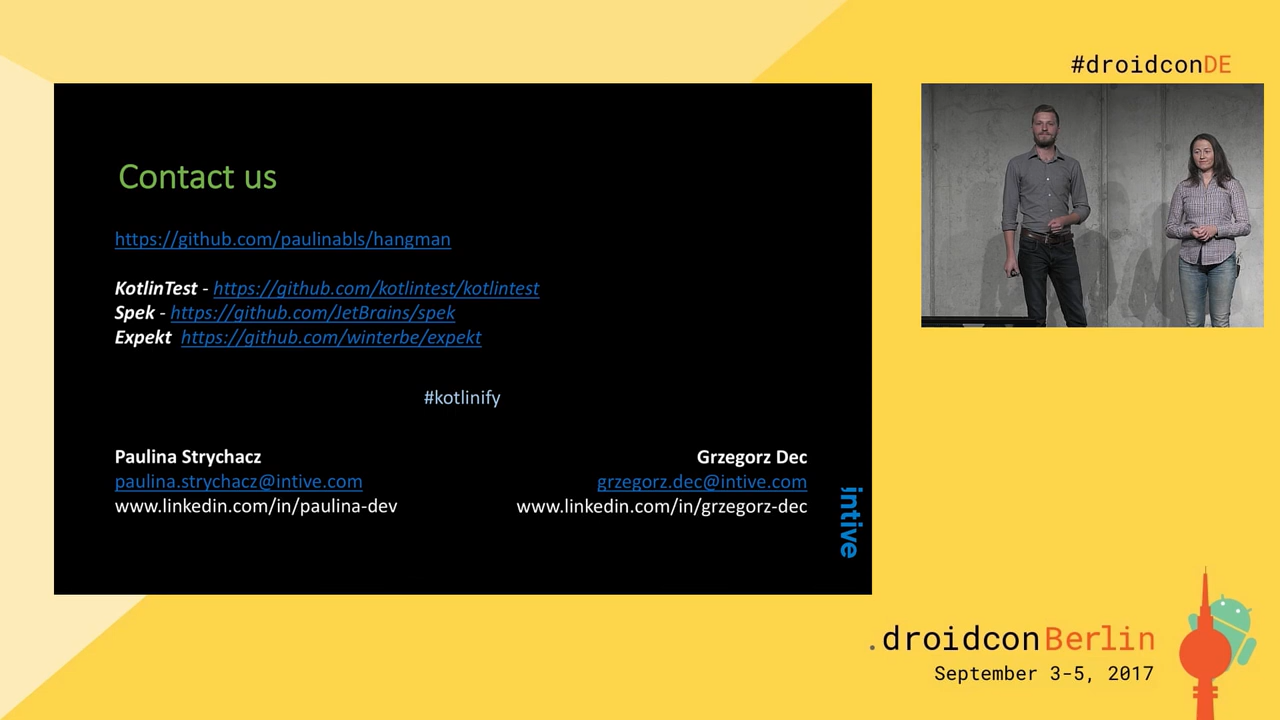 #droidconDE
Contact us
https://github.com/paulinabls/hangman
KotlinTest - https://github.com/kotlintest/kotlintest
Spek - https://github.com/JetBrains/spek
Expekt https://github.com/winterbe/expekt
#kotlinify
Paulina Strychacz
paulina.strychacz@intive.com
www.linkedin.com/in/paulina-dev
Grzegorz Dec
grzegorz.dec@intive.com
www.linkedin.com/in/grzegorz-dec
intive
.droidconBerlin
September 3-5, 2017